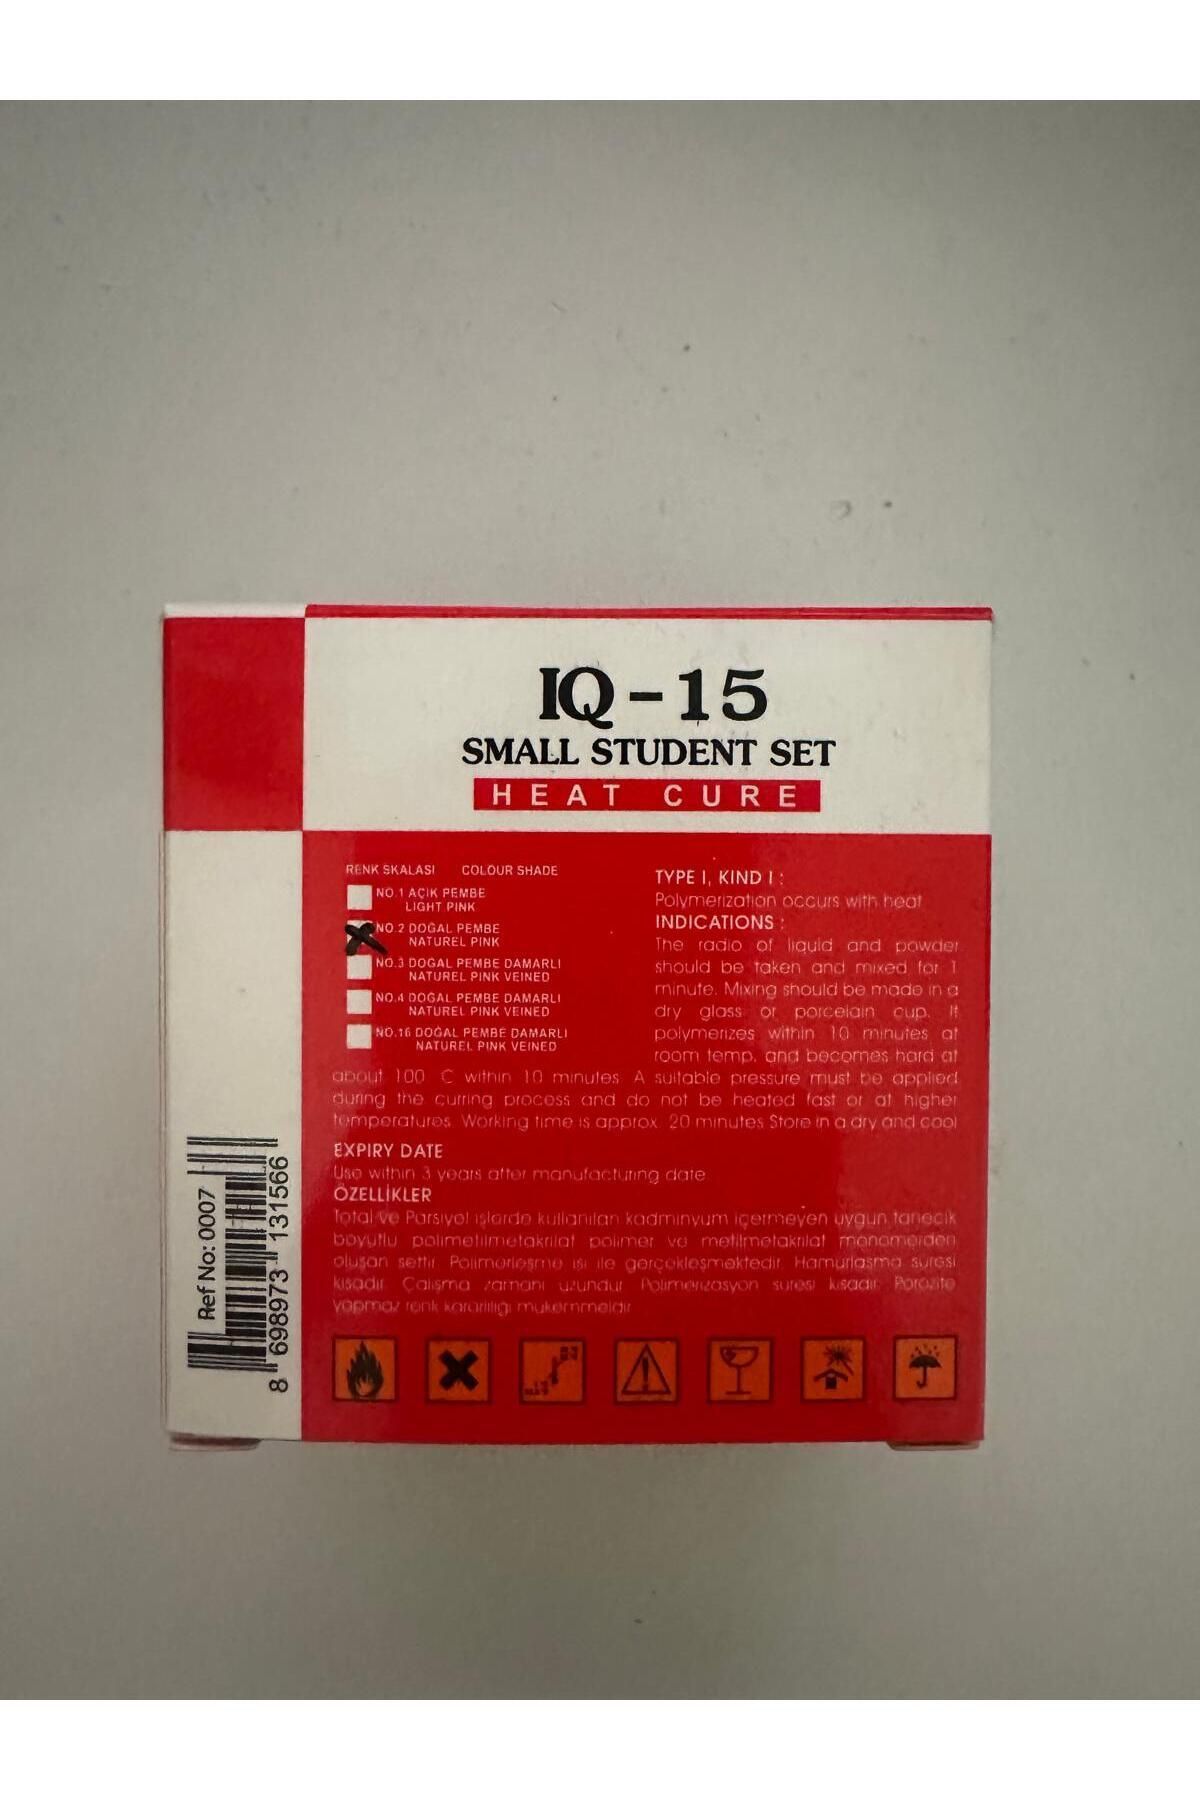 IQ-15
SMALL STUDENT SET
HEAT CURE
RENK SKALASI COLOUR SHADE
NO.1 AÇIK PEMBE
LIGHT PINK
NO.2 DOĞAL PEMBE
NATUREL PINK
NO.3 DOĞAL PEMBE DAMARLI
NATUREL PINK VEINED
NO.4 DOĞAL PEMBE DAMARLI
NATUREL PINK VEINED
NO.16 DOĞAL PEMBE DAMARLI
NATUREL PINK VEINED
TYPE I, KIND I :
Polymerization occurs with heat
INDICATIONS :
The radio of liquid and powder
should be taken and mixed for 1
minute. Mixing should be made in a
dry glass or porcelain cup. It
polymerizes within 10 minutes at
room temp. and becomes hard at
about 100 C within 10 minutes A suitable pressure must be applied
during the curring process and do not be heated fast or at higher
temperatures. Working time is approx. 20 minutes Store in a dry and cool
EXPIRY DATE
Use within 3 years after manufacturing date
ÖZELLİKLER
Total ve Parsiyel işlerde kullanılan kadminyum içermeyen uygun tanecik
boyutlu polimetilmetakrilat polimer ve metilmetakrilat monomerden
oluşan settir. Polimerleşme ısı ile gerçekleşmektedir. Hamurlaşma süresi
kısadır. Çalışma zamanı uzundur Polimerizasyon süresi kısadır. Porozite
yapmaz renk kararlılığı mükemmeldir
Ref No: 0007
8 698973 131566